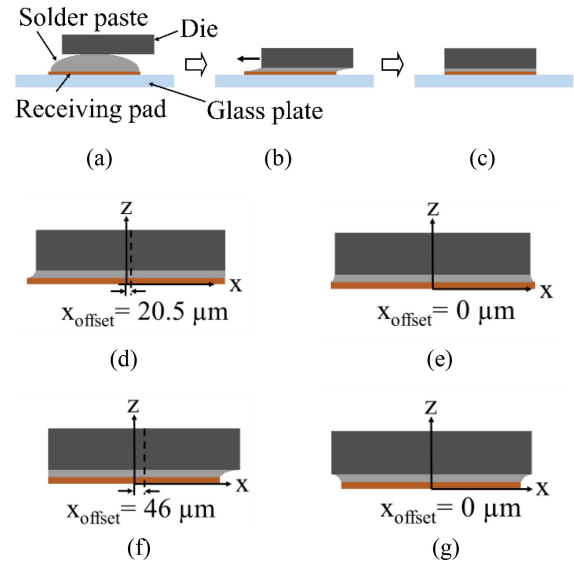 Solder paste
Die
Receiving pad
Glass plate
(a)
(b)
(c)
z
x
x_offset= 20.5 μm
z
x
x_offset= 0 μm
(d)
(e)
z
x
x_offset= 46 μm
z
x
x_offset= 0 μm
(f)
(g)